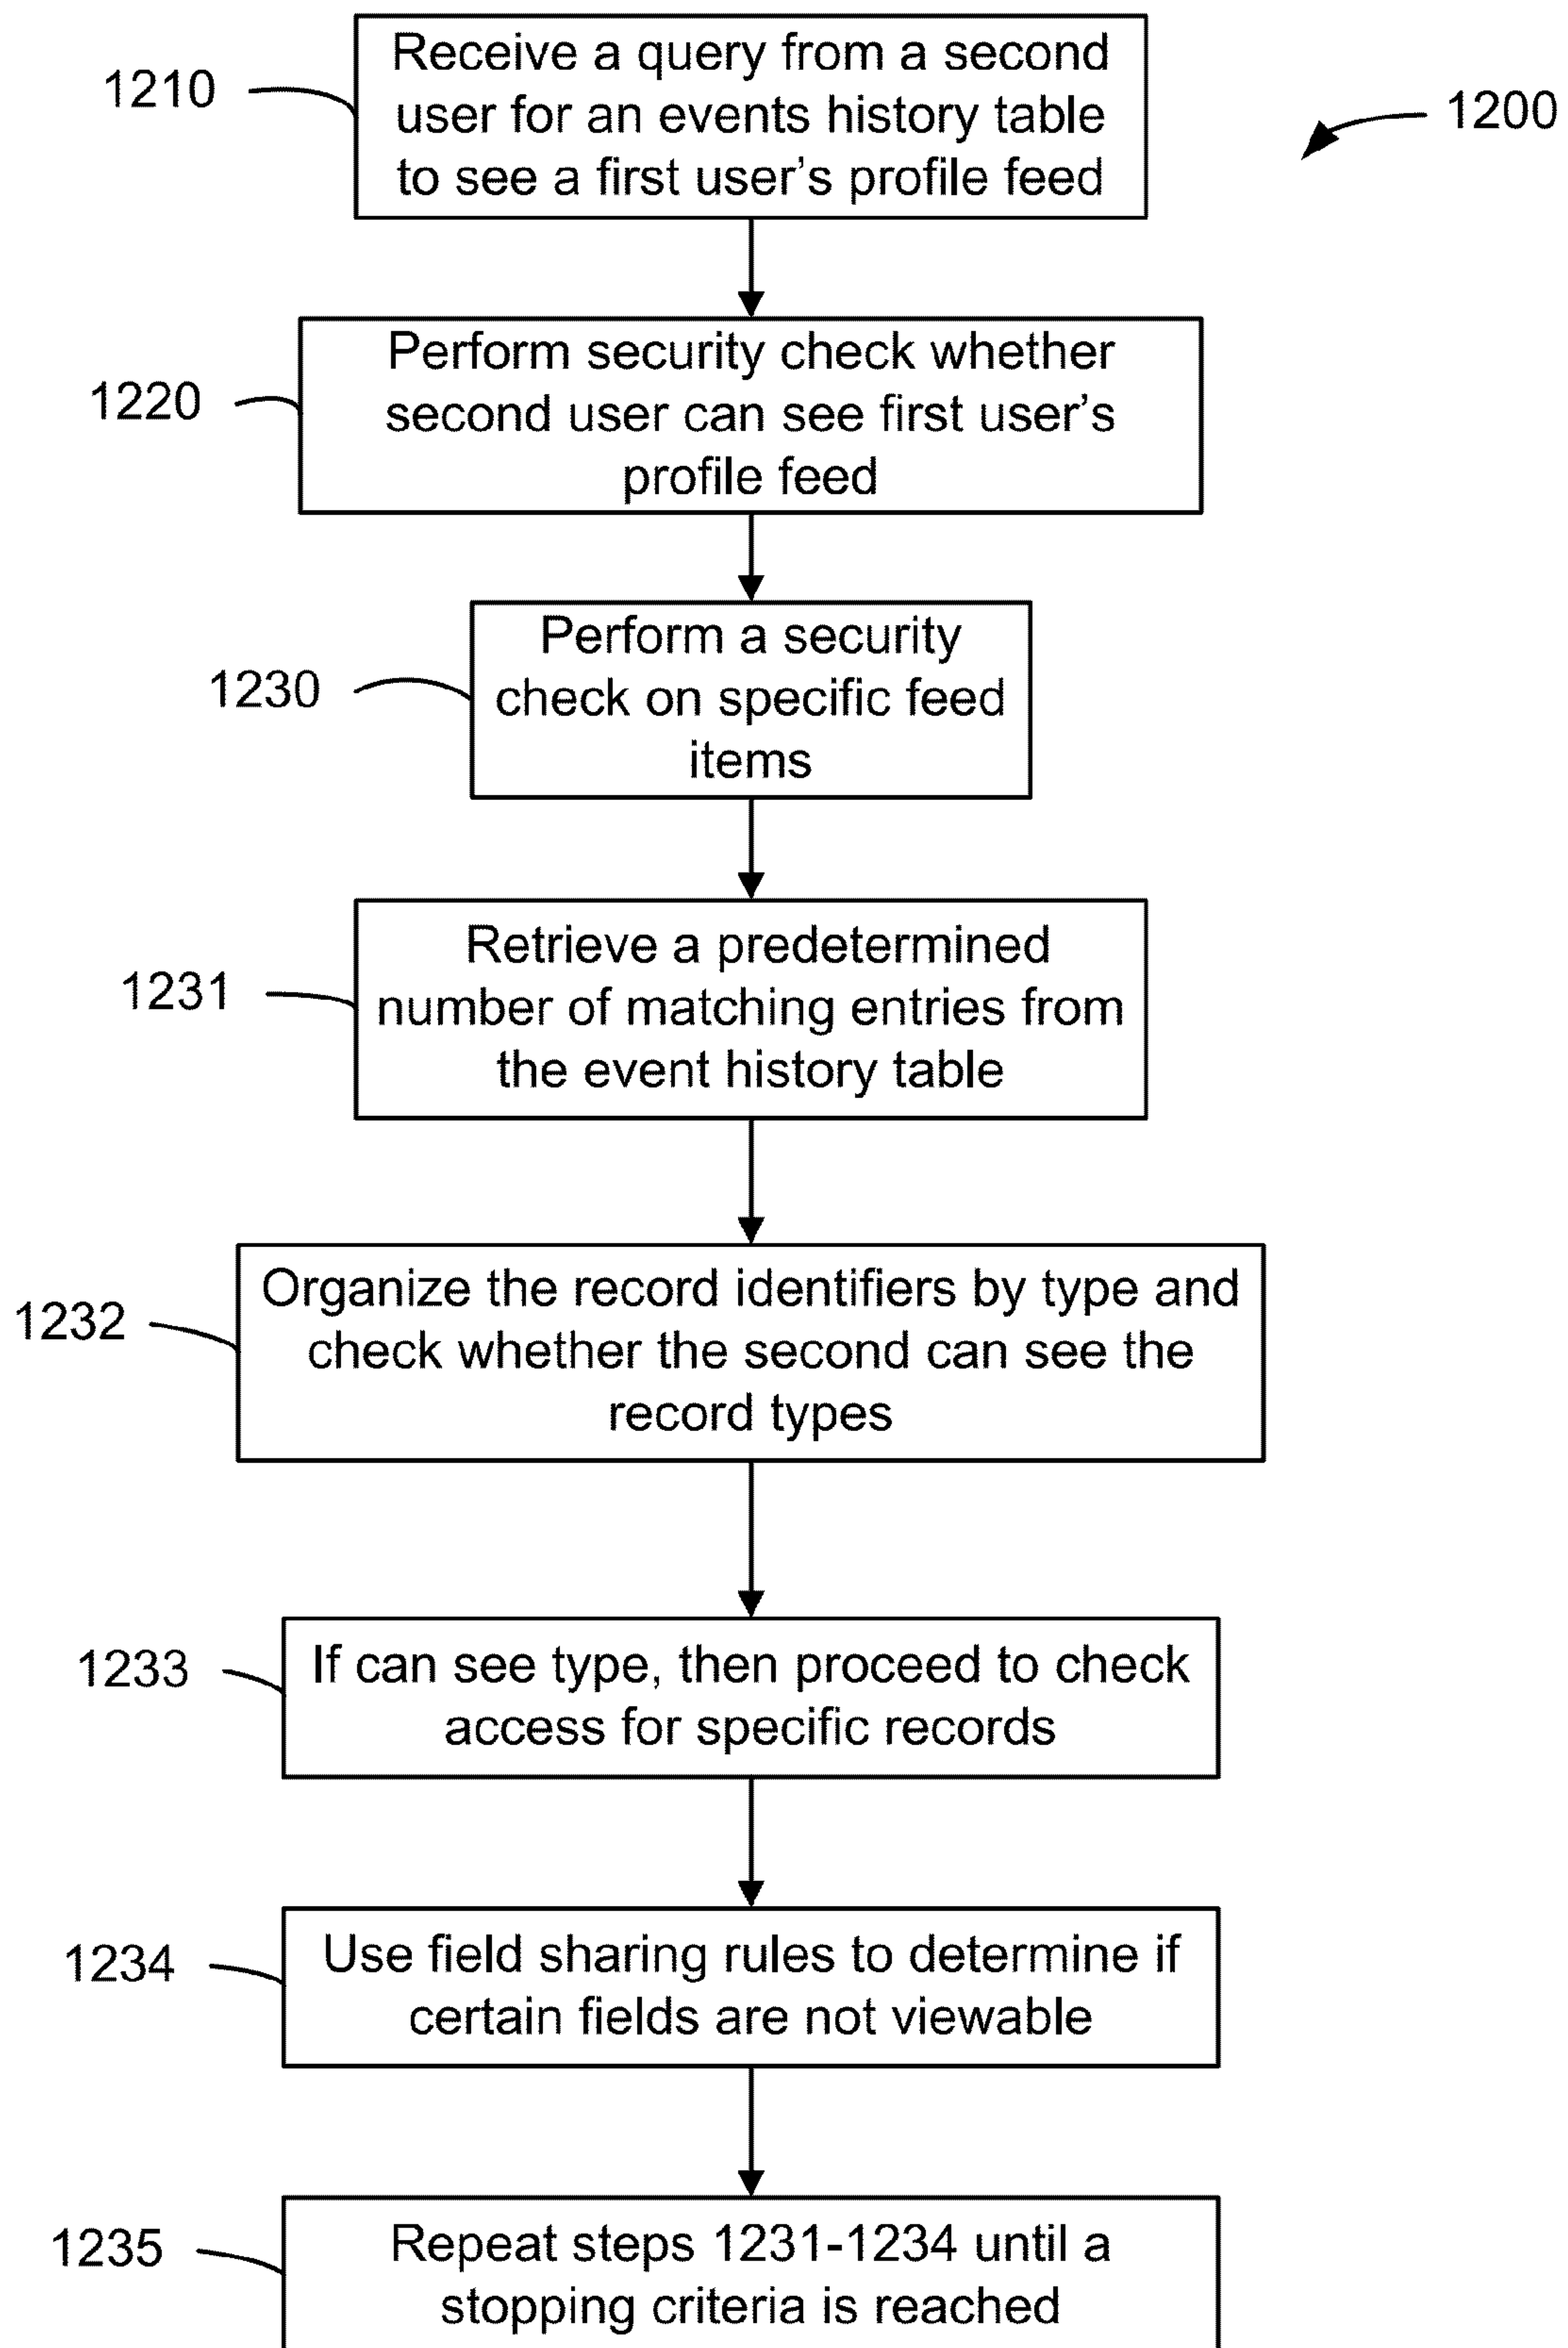 Receive a query from a second
user for an events history table
to see a first user's profile feed
1210
1200
Perform security check whether
second user can see first user's
profile feed
1220
Perform a security
check on specific feed
items
1230
Retrieve a predetermined
number of matching entries from
the event history table
1231
Organize the record identifiers by type and
check whether the second can see the
record types
1232
If can see type, then proceed to check
access for specific records
1233
Use field sharing rules to determine if
certain fields are not viewable
1234
Repeat steps 1231-1234 until a
stopping criteria is reached
1235